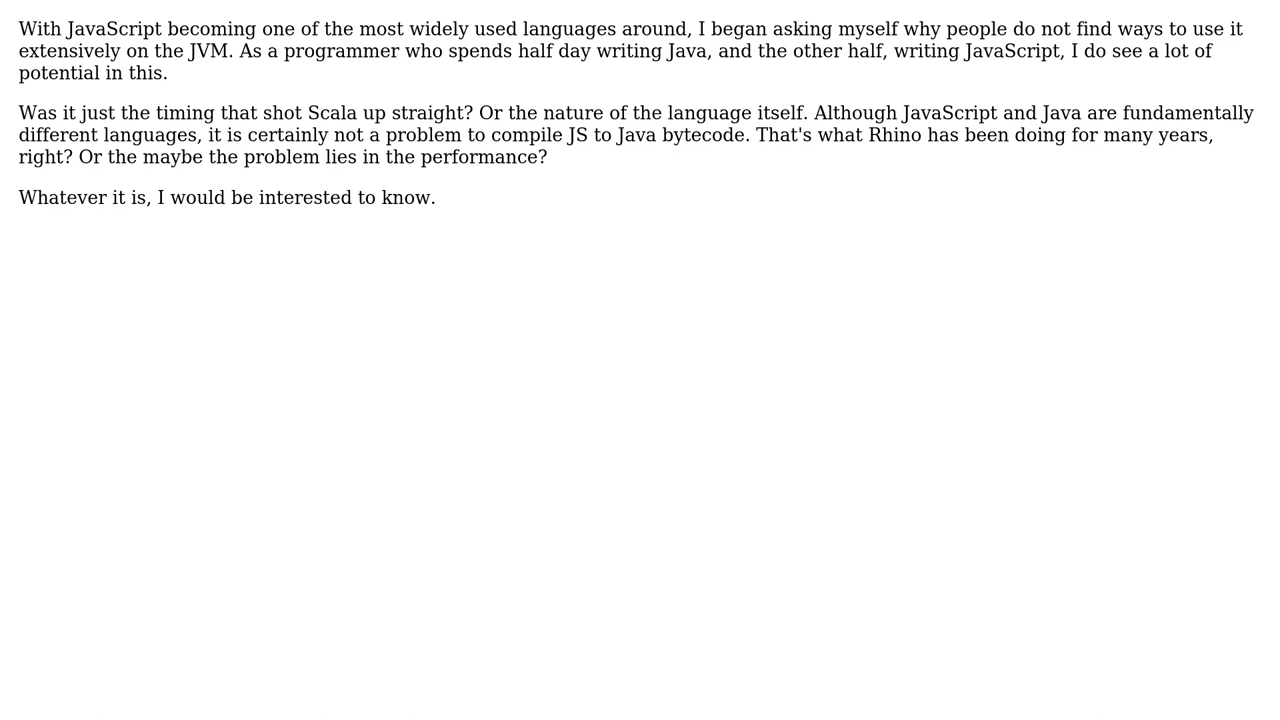 With JavaScript becoming one of the most widely used languages around, I began asking myself why people do not find ways to use it
extensively on the JVM. As a programmer who spends half day writing Java, and the other half, writing JavaScript, I do see a lot of
potential in this.
Was it just the timing that shot Scala up straight? Or the nature of the language itself. Although JavaScript and Java are fundamentally
different languages, it is certainly not a problem to compile JS to Java bytecode. That's what Rhino has been doing for many years,
right? Or the maybe the problem lies in the performance?
Whatever it is, I would be interested to know.